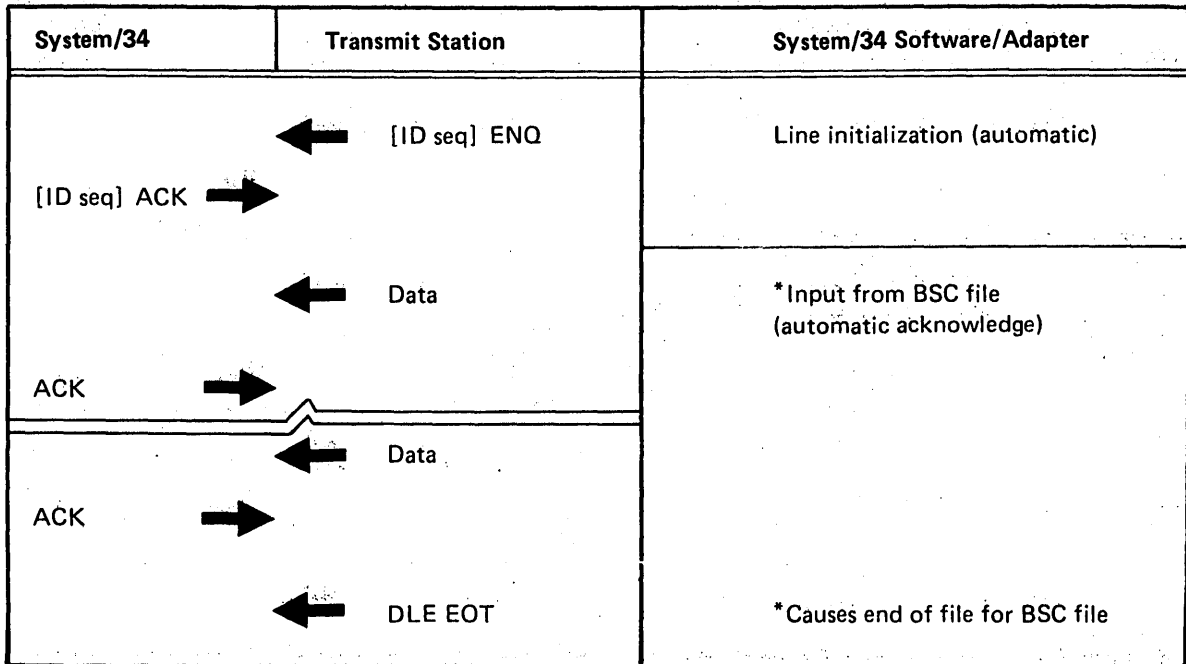 System/34 Transmit Station System/34 Software/Adapter
[ID seq] ENQ Line initialization (automatic)
[ID seq] ACK
Data *Input from BSC file
(automatic acknowledge)
ACK
Data
ACK
DLE EOT *Causes end of file for BSC file